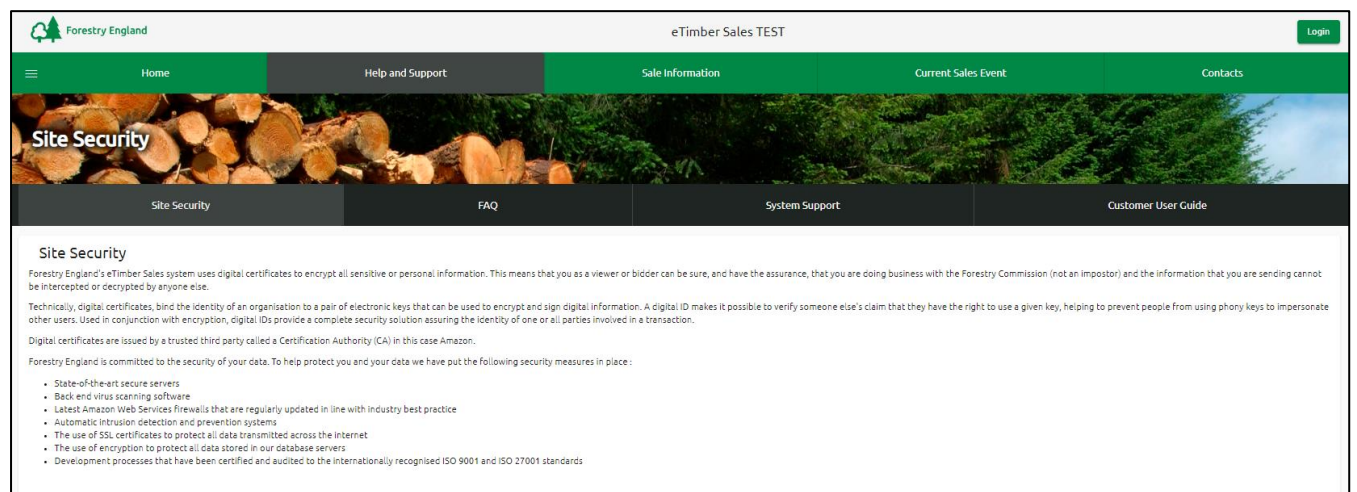 Forestry England
eTimber Sales TEST
Login
Home
Help and Support
Sale Information
Current Sales Event
Contacts
Site Security
Site Security
FAQ
System Support
Customer User Guide
Site Security
Forestry England's eTimber Sales system uses digital certificates to encrypt all sensitive or personal information. This means that you as a viewer or bidder can be sure, and have the assurance, that you are doing business with the Forestry Commission (not an impostor) and the information that you are sending cannot
be intercepted or decrypted by anyone else.
Technically, digital certificates, bind the identity of an organisation to a pair of electronic keys that can be used to encrypt and sign digital information. A digital ID makes it possible to verify someone else's claim that they have the right to use a given key, helping to prevent people from using phony keys to impersonate
other users. Used in conjunction with encryption, digital IDs provide a complete security solution assuring the identity of one or all parties involved in a transaction.
Digital certificates are issued by a trusted third party called a Certification Authority (CA) in this case Amazon.
Forestry England is committed to the security of your data. To help protect you and your data we have put the following security measures in place :
• State-of-the-art secure servers
• Back end virus scanning software
• Latest Amazon Web Services firewalls that are regularly updated in line with industry best practice
• Automatic intrusion detection and prevention systems
• The use of SSL certificates to protect all data transmitted across the internet
• The use of encryption to protect all data stored in our database servers
• Development processes that have been certified and audited to the internationally recognised ISO 9001 and ISO 27001 standards